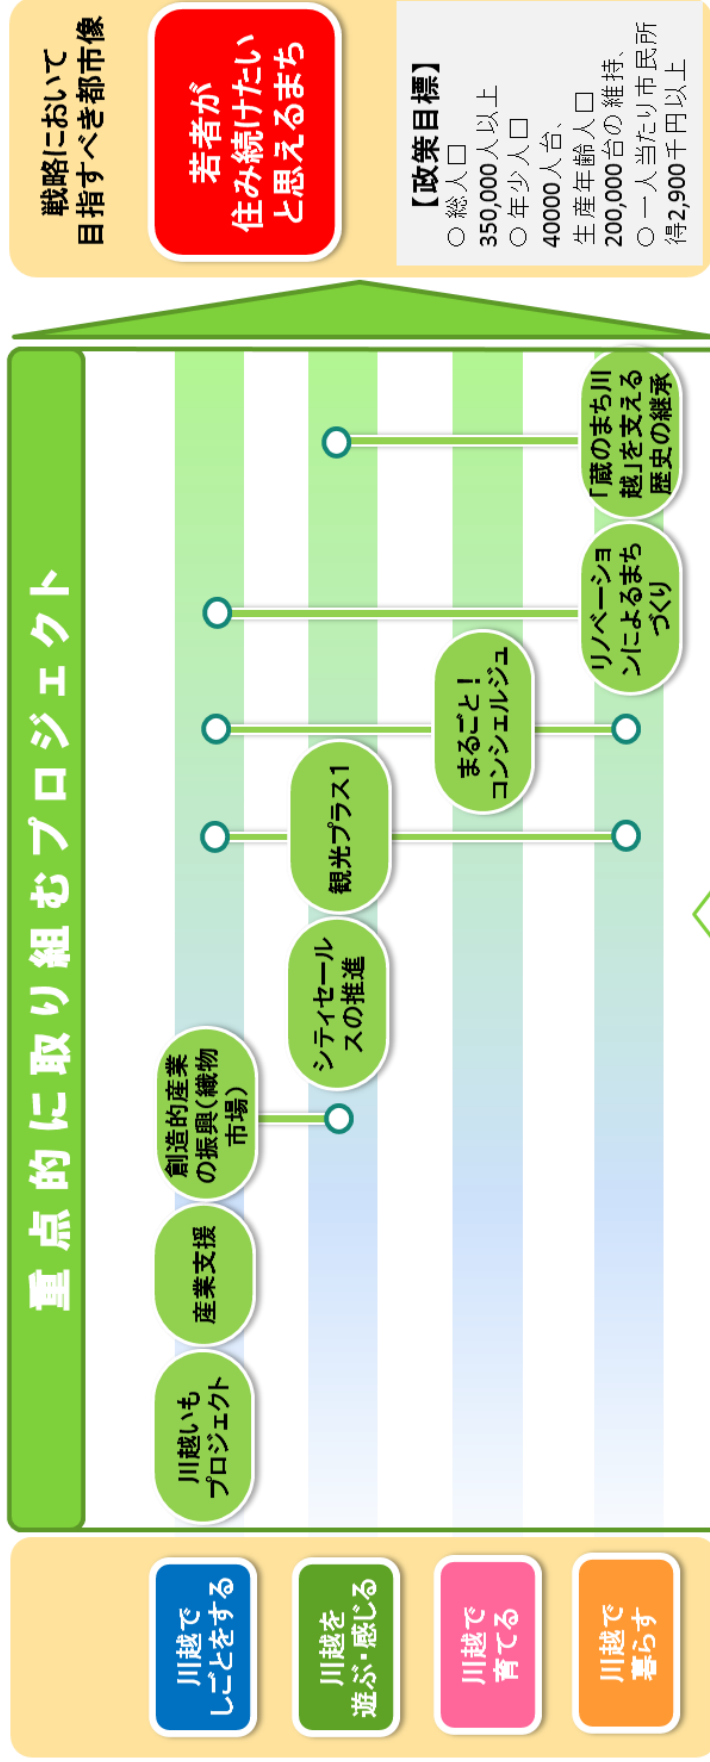 重点的に取り組むプロジェクト
川越で
しごとをする
川越を
遊ぶ・感じる
川越で
育てる
川越で
暮らす
川越いも
プロジェクト
産業支援
創造的産業
の振興（織物
市場）
シティセール
スの推進
観光プラス1
まるごと！
コンシェルジュ
リノベーショ
ンによるまち
づくり
「蔵のまち川
越」を支える
歴史の継承
戦略において
目指すべき都市像
若者が
住み続けたい
と思えるまち
【政策目標】
○ 総人口
350,000人以上
○ 年少人口
40000人台、
生産年齢人口
200,000台の維持、
○ 一人当たり市民所
得2,900千円以上